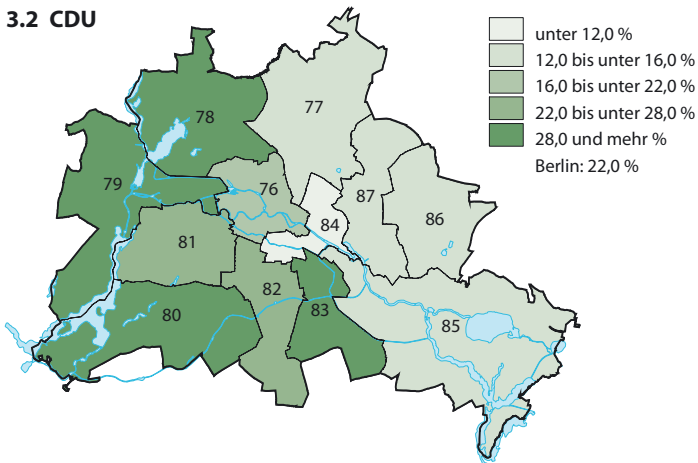 3.2 CDU
unter 12,0 %
12,0 bis unter 16,0 %
16,0 bis unter 22,0 %
22,0 bis unter 28,0 %
28,0 und mehr %
Berlin: 22,0 %
77
78
79
76
87
86
84
81
82
83
80
85